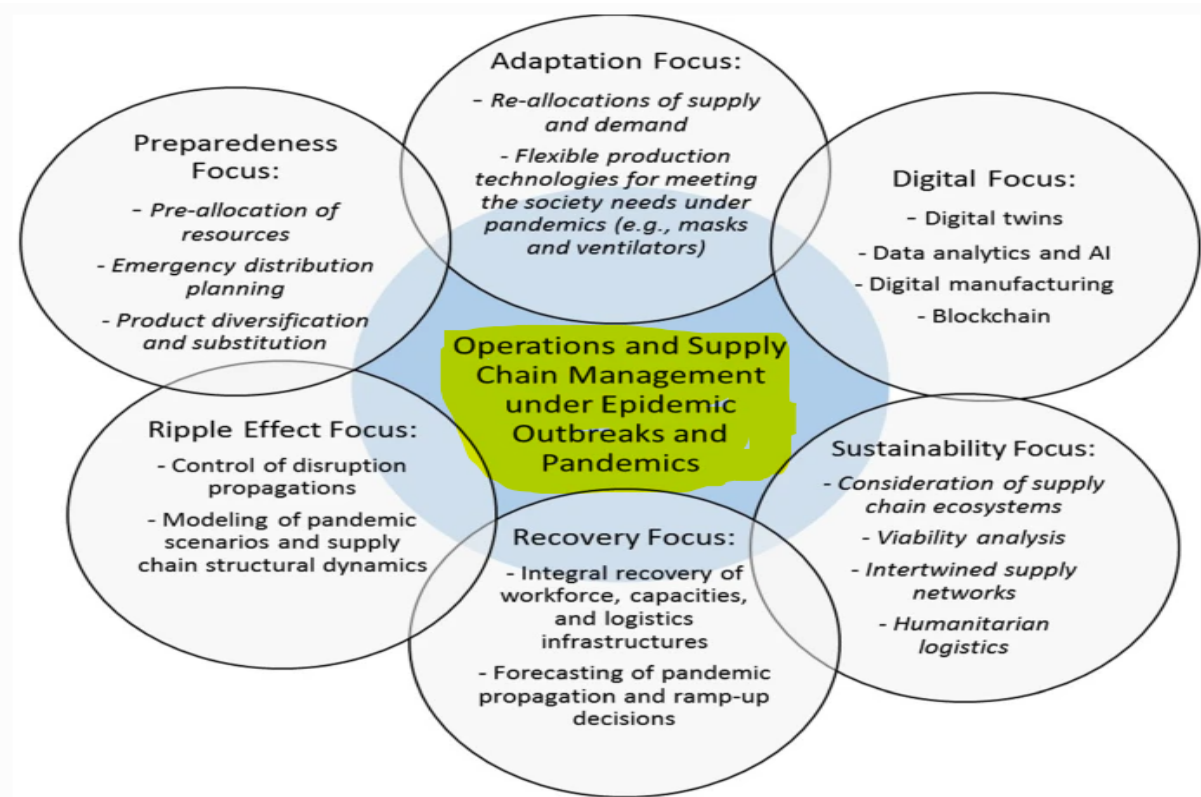 Adaptation Focus:
- Re-allocations of supply
and demand
- Flexible production
technologies for meeting
the society needs under
pandemics (e.g., masks
and ventilators)
Preparedeness
Focus:
- Pre-allocation of
resources
- Emergency distribution
planning
- Product diversification
and substitution
Digital Focus:
- Digital twins
- Data analytics and AI
- Digital manufacturing
- Blockchain
Operations and Supply
Chain Management
under Epidemic
Outbreaks and
Pandemics
Ripple Effect Focus:
- Control of disruption
propagations
- Modeling of pandemic
scenarios and supply
chain structural dynamics
Recovery Focus:
- Integral recovery of
workforce, capacities,
and logistics
infrastructures
- Forecasting of pandemic
propagation and ramp-up
decisions
Sustainability Focus:
- Consideration of supply
chain ecosystems
- Viability analysis
- Intertwined supply
networks
- Humanitarian
logistics